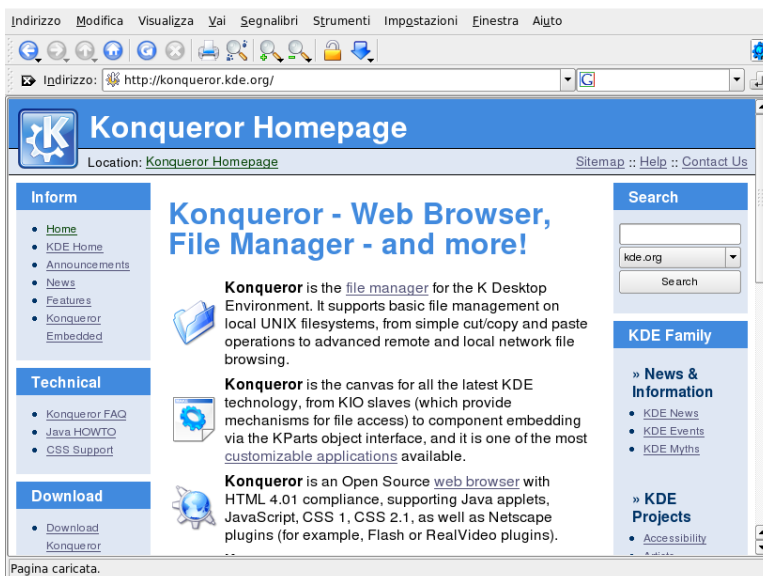 Indirizzo Modifica Visualizza Vai Segnalibri Strumenti Impostazioni Finestra Aiuto
Indirizzo: http://konqueror.kde.org/
Konqueror Homepage
Location: Konqueror Homepage
Sitemap :: Help :: Contact Us
Inform
Home
KDE Home
Announcements
News
Features
Konqueror
Embedded
Technical
Konqueror FAQ
Java HOWTO
CSS Support
Download
Download
Konqueror
Konqueror - Web Browser,
File Manager - and more!
Konqueror is the file manager for the K Desktop
Environment. It supports basic file management on
local UNIX filesystems, from simple cut/copy and paste
operations to advanced remote and local network file
browsing.
Konqueror is the canvas for all the latest KDE
technology, from KIO slaves (which provide
mechanisms for file access) to component embedding
via the KParts object interface, and it is one of the most
customizable applications available.
Konqueror is an Open Source web browser with
HTML 4.01 compliance, supporting Java applets,
JavaScript, CSS 1, CSS 2.1, as well as Netscape
plugins (for example, Flash or RealVideo plugins).
Search
kde.org
Search
KDE Family
» News &
Information
KDE News
KDE Events
KDE Myths
» KDE
Projects
Accessibility
Pagina caricata.